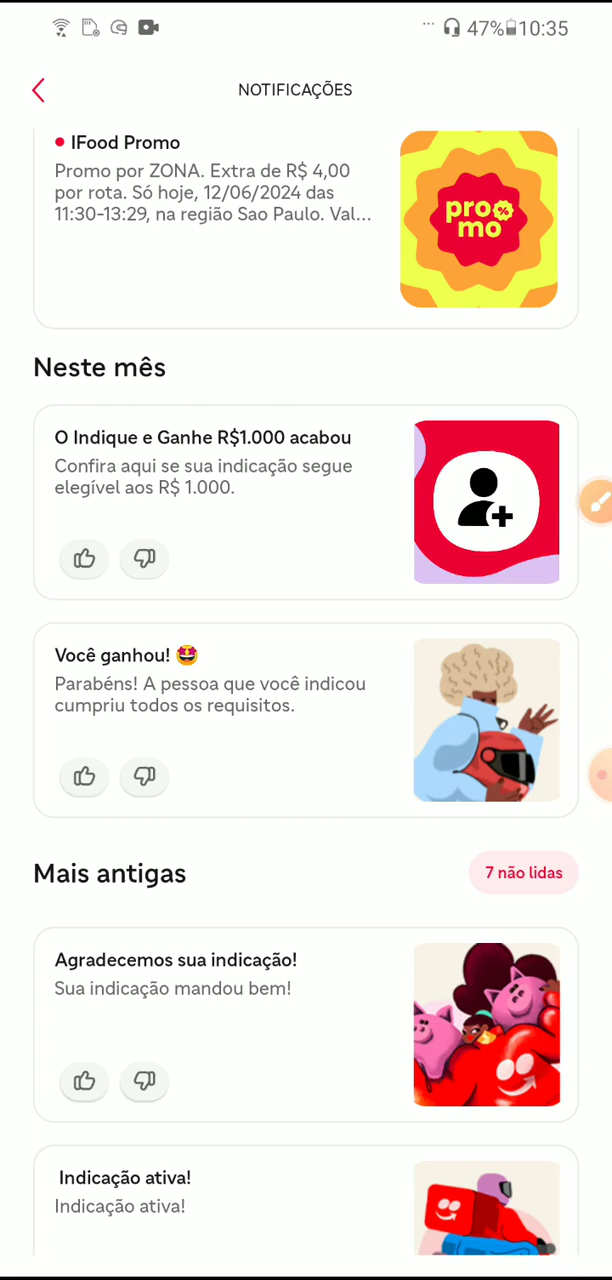 47% 10:35
NOTIFICAÇÕES
IFood Promo
Promo por ZONA. Extra de R$ 4,00
por rota. Só hoje, 12/06/2024 das
11:30-13:29, na região Sao Paulo. Val...
pro%
mo
Neste mês
O Indique e Ganhe R$1.000 acabou
Confira aqui se sua indicação segue
elegível aos R$ 1.000.
Você ganhou! 🤩
Parabéns! A pessoa que você indicou
cumpriu todos os requisitos.
Mais antigas
7 não lidas
Agradecemos sua indicação!
Sua indicação mandou bem!
Indicação ativa!
Indicação ativa!